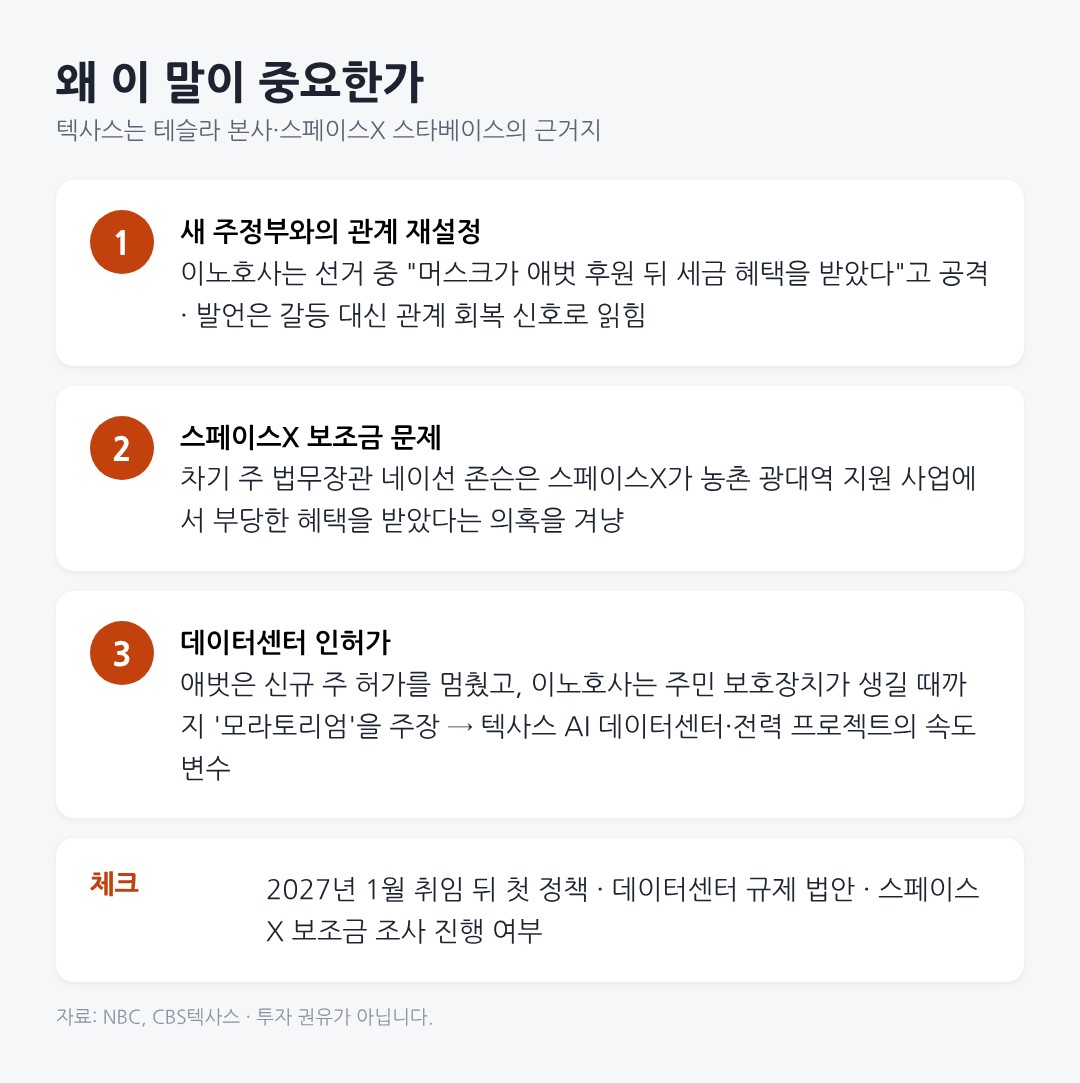 왜 이 말이 중요한가
텍사스는 테슬라 본사·스페이스X 스타베이스의 근거지
1
새 주정부와의 관계 재설정
이노호사는 선거 중 "머스크가 애벗 후원 뒤 세금 혜택을 받았다"고 공격
· 발언은 갈등 대신 관계 회복 신호로 읽힘
2
스페이스X 보조금 문제
차기 주 법무장관 네이선 존슨은 스페이스X가 농촌 광대역 지원 사업에
서 부당한 혜택을 받았다는 의혹을 겨냥
3
데이터센터 인허가
애벗은 신규 주 허가를 멈췄고, 이노호사는 주민 보호장치가 생길 때까
지 '모라토리엄'을 주장 → 텍사스 AI 데이터센터·전력 프로젝트의 속도
변수
체크
2027년 1월 취임 뒤 첫 정책 · 데이터센터 규제 법안 · 스페이스
X 보조금 조사 진행 여부
자료: NBC, CBS텍사스 · 투자 권유가 아닙니다.